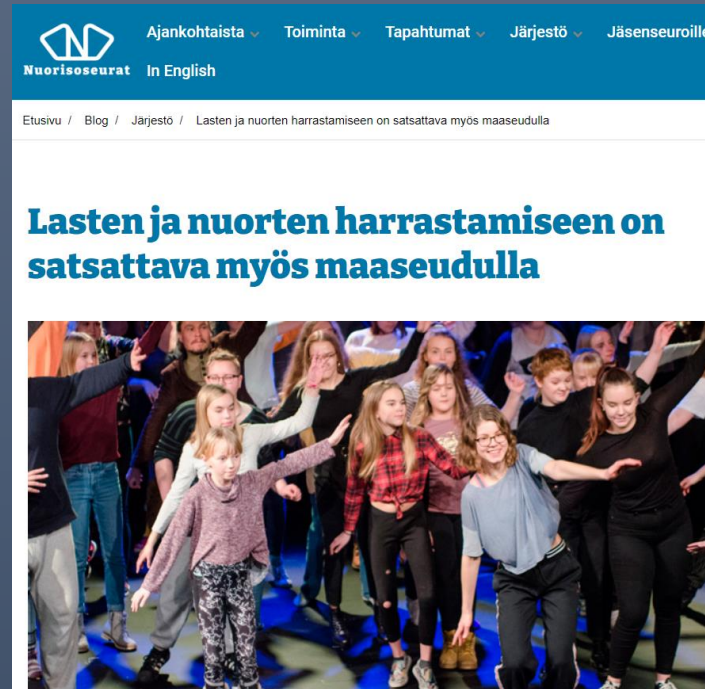 Ajankohtaista Toiminta Tapahtumat Järjestö Jäsenseuroille
Nuorisoseurat In English
Etusivu / Blog / Järjestö / Lasten ja nuorten harrastamiseen on satsattava myös maaseudulla
Lasten ja nuorten harrastamiseen on
satsattava myös maaseudulla